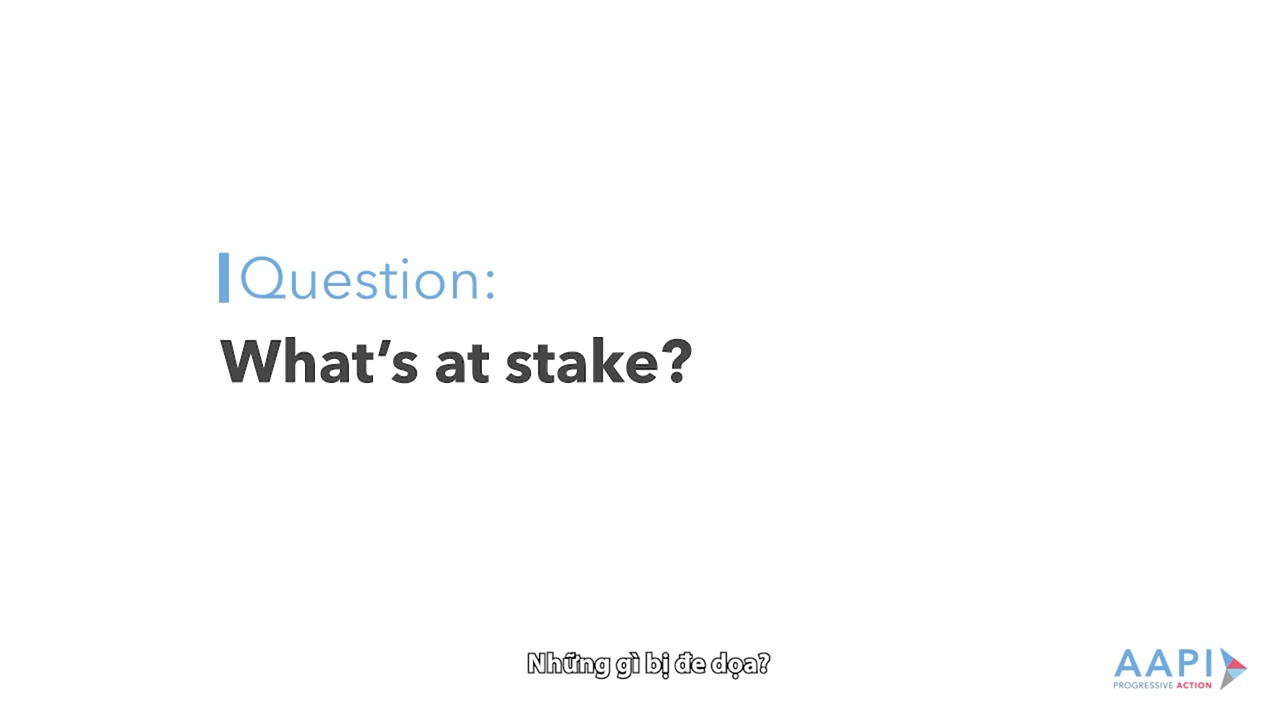 Question:
What's at stake?
Những gì bị đe dọa?
AAPI
PROGRESSIVE ACTION